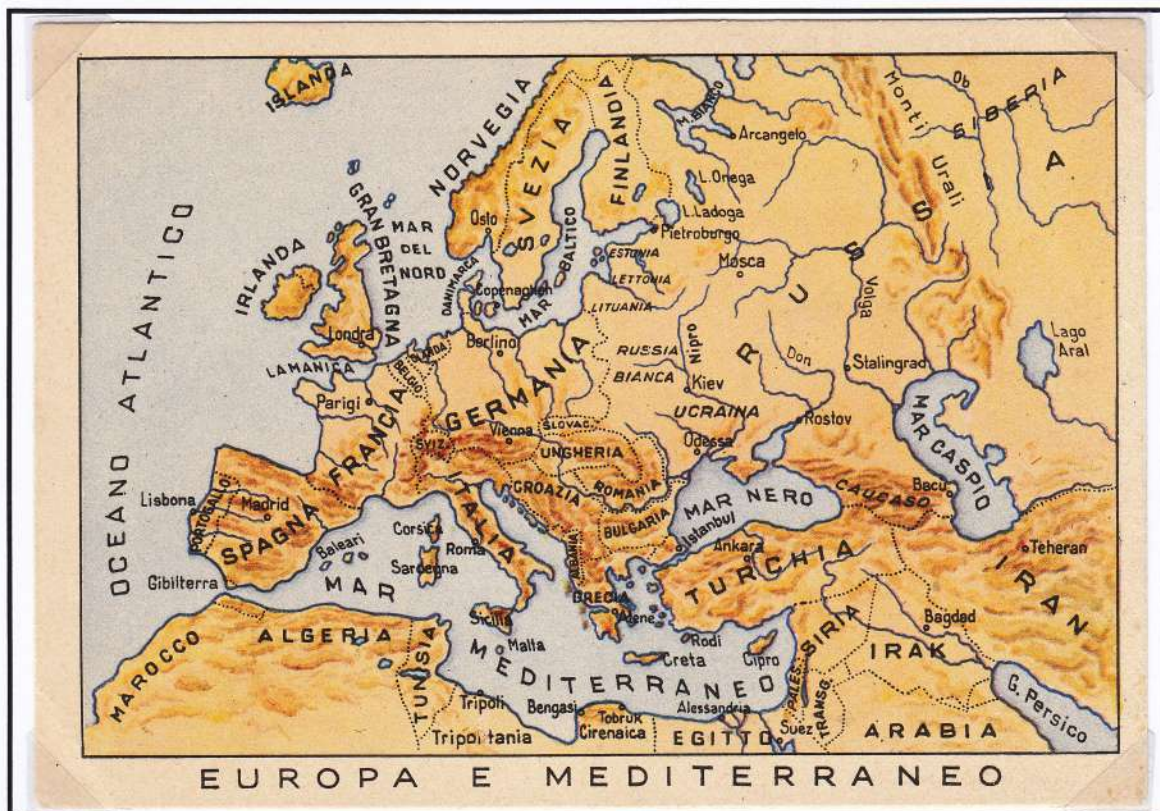 ISLANDA
NORVEGIA
SVEZIA
FINLANDIA
M. BIANCO
Arcangelo
Monti
Urali
Ob
SIBERIA
L. Onega
L. Ladoga
Pietroburgo
OCEANO ATLANTICO
IRLANDA
GRAN BRETAGNA
MAR
DEL
NORD
Londra
LA MANICA
Oslo
DANIMARCA
Copenaghen
MAR BALTICO
ESTONIA
LETTONIA
LITUANIA
Mosca
RUSSIA
Volga
RUSSIA
BIANCA
Nipro
Don
Stalingrad
Lago
Aral
Kiev
UCRAINA
Rostov
Odessa
OLANDA
BELGIO
Berlino
GERMANIA
Parigi
FRANCIA
SVIZ.
Vienna
SLOVAC.
UNGHERIA
CROAZIA
ROMANIA
BULGARIA
MAR NERO
CAUCASO
Bacu
MAR CASPIO
Lisbona
PORTOGALLO
Madrid
SPAGNA
Gibilterra
Baleari
Corsica
Sardegna
ITALIA
Roma
ALBANIA
GRECIA
Atene
Istanbul
Ankara
TURCHIA
Teheran
IRAN
Sicilia
Malta
MAR
MEDITERRANEO
Creta
Rodi
Cipro
SIRIA
PALES.
TRANSG.
Bagdad
IRAK
G. Persico
ARABIA
MAROCCO
ALGERIA
TUNISIA
Tripoli
Tripolitania
Bengasi
Tobruk
Cirenaica
Alessandria
EGITTO
Suez
EUROPA E MEDITERRANEO